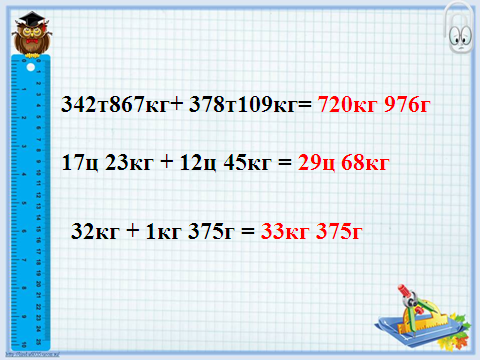 342т867кг+ 378т109кг= 720кг 976г
17ц 23кг + 12ц 45кг = 29ц 68кг
32кг + 1кг 375г = 33кг 375г